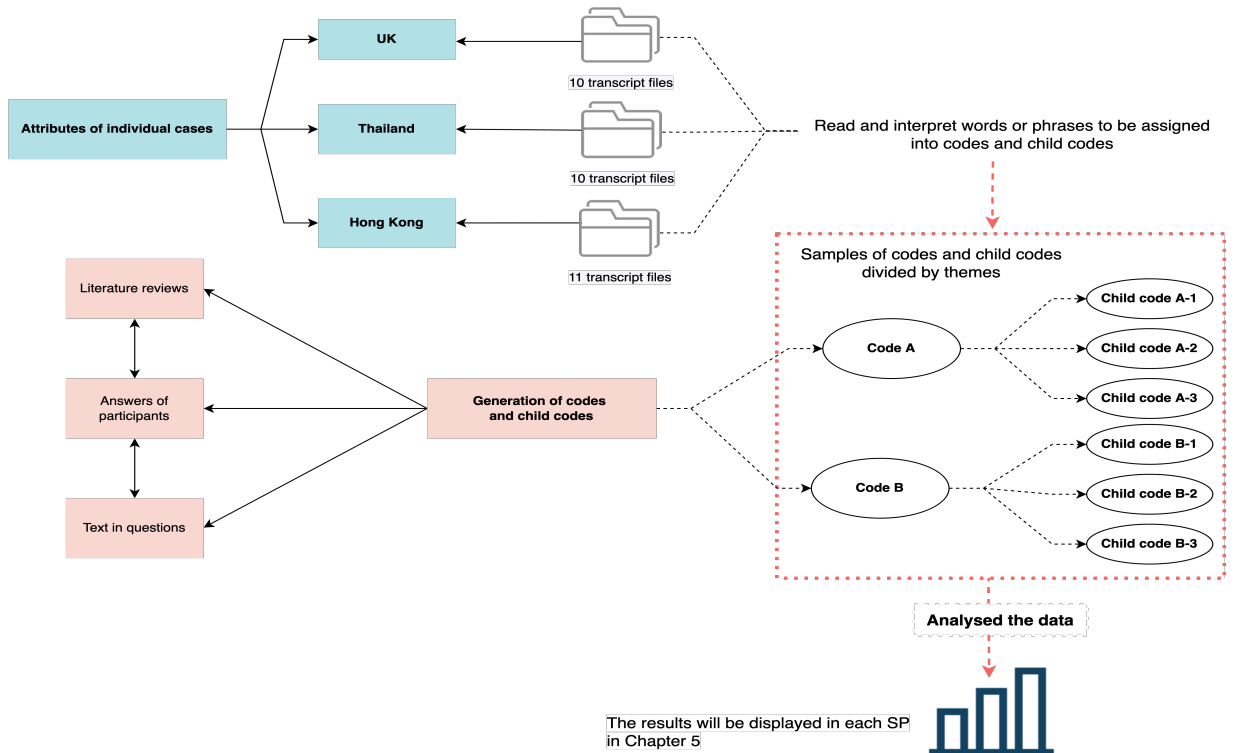 UK
10 transcript files
Attributes of individual cases
Thailand
10 transcript files
Read and interpret words or phrases to be assigned
into codes and child codes
Hong Kong
11 transcript files
Literature reviews
Answers of
participants
Text in questions
Generation of codes
and child codes
Samples of codes and child codes
divided by themes
Code A
Child code A-1
Child code A-2
Child code A-3
Code B
Child code B-1
Child code B-2
Child code B-3
Analysed the data
The results will be displayed in each SP
in Chapter 5